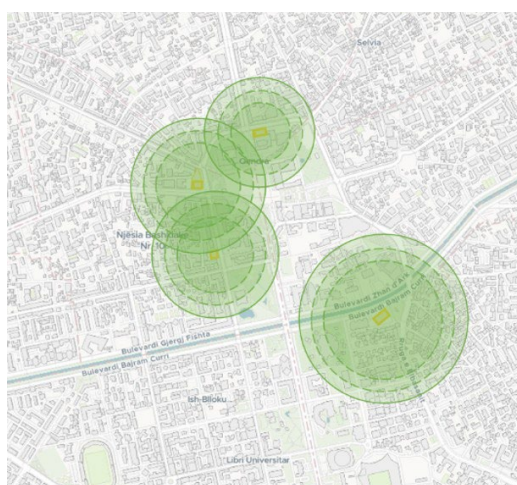 Selvia
Njësia Bashkiake
Nr. 10
Bulevardi Zhan d'Ark
Bulevardi Bajram Curri
Bulevardi Gjergj Fishta
Bulevardi Bajram Curri
Ish-Blloku
Libri Universitar